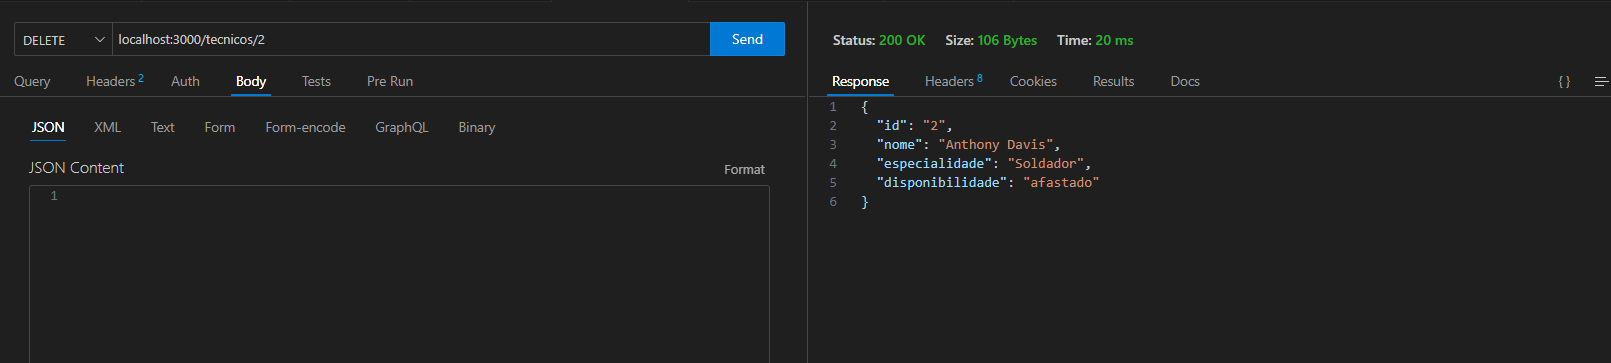 DELETE localhost:3000/tecnicos/2 Send
Query Headers 2 Auth Body Tests Pre Run
JSON XML Text Form Form-encode GraphQL Binary
JSON Content Format
1
Status: 200 OK Size: 106 Bytes Time: 20 ms
Response Headers 8 Cookies Results Docs {}
1 {
2 "id": "2",
3 "nome": "Anthony Davis",
4 "especialidade": "Soldador",
5 "disponibilidade": "afastado"
6 }